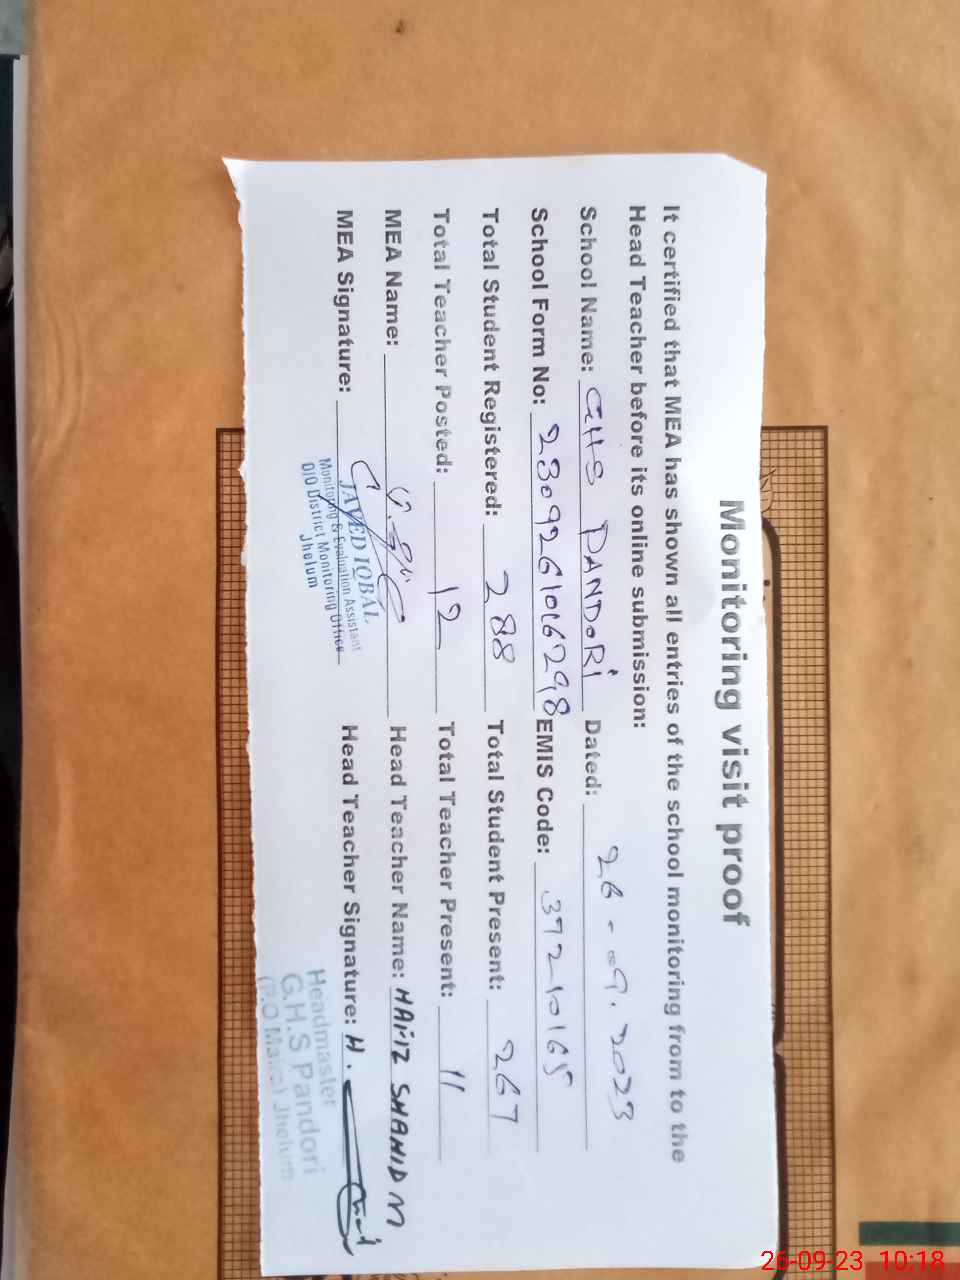 Monitoring visit proof
It certified that MEA has shown all entries of the school monitoring from to the
Head Teacher before its online submission:
School Name: GHS PANDORI Dated: 26-09.2023
School Form No: 2309261016298 EMIS Code: 37210165
Total Student Registered: 288 Total Student Present: 267
Total Teacher Posted: 12 Total Teacher Present: 11
MEA Name: Head Teacher Name: HAFIZ SHAHID M
MEA Signature: Head Teacher Signature: H.
JAVED IQBAL
Monitoring & Evaluation Assistant
O/O District Monitoring Office
Jhelum
Headmaster
G.H.S Pandori
(P.O Jhelum
26-09-23 10:18